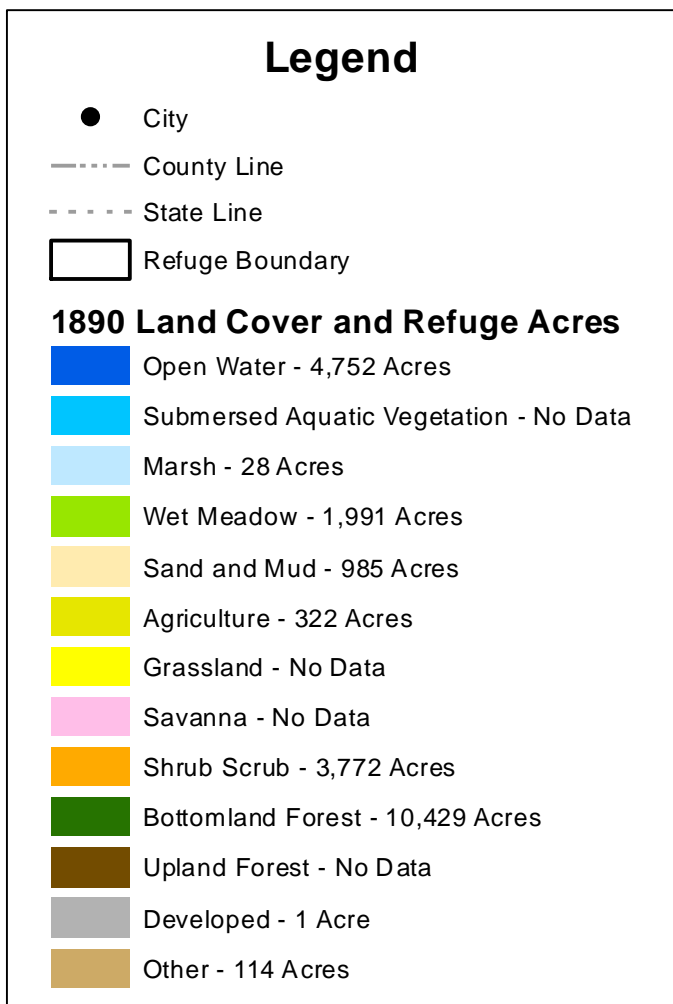 Legend
City
County Line
State Line
Refuge Boundary
1890 Land Cover and Refuge Acres
Open Water - 4,752 Acres
Submersed Aquatic Vegetation - No Data
Marsh - 28 Acres
Wet Meadow - 1,991 Acres
Sand and Mud - 985 Acres
Agriculture - 322 Acres
Grassland - No Data
Savanna - No Data
Shrub Scrub - 3,772 Acres
Bottomland Forest - 10,429 Acres
Upland Forest - No Data
Developed - 1 Acre
Other - 114 Acres